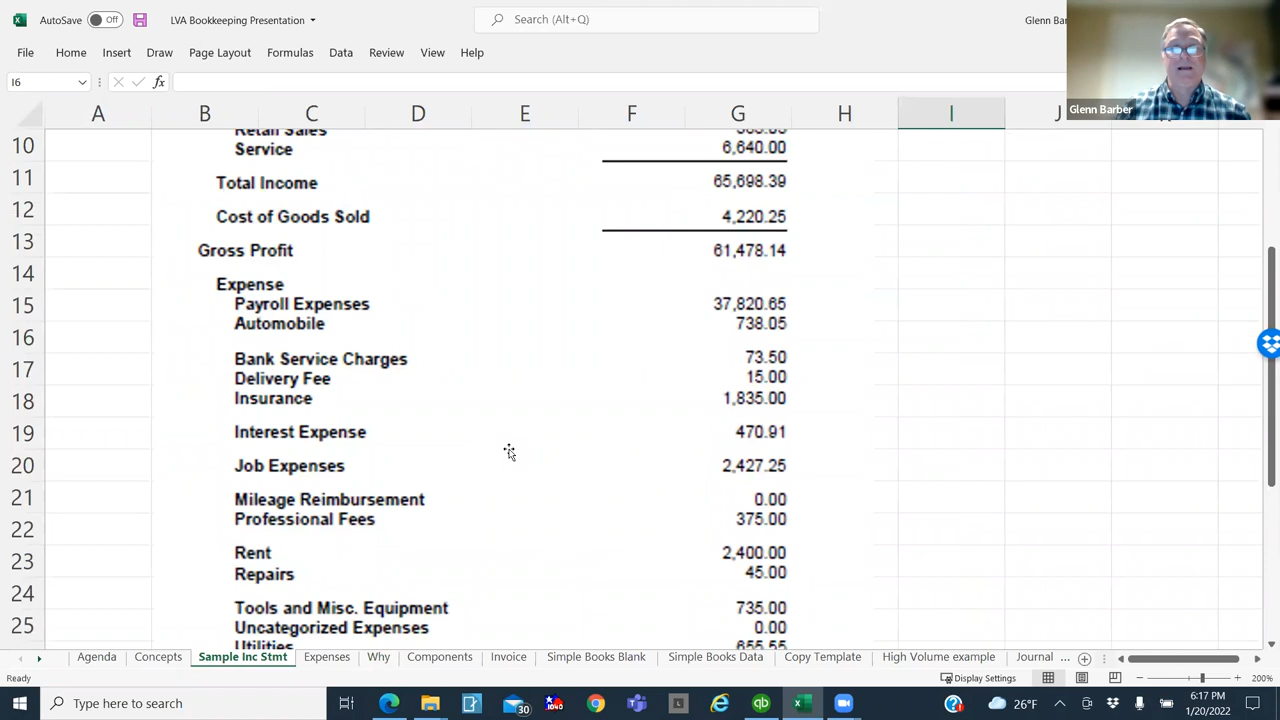 AutoSave Off LVA Bookkeeping Presentation Search (Alt+Q) Glenn Bar
File Home Insert Draw Page Layout Formulas Data Review View Help
I6 fx
Glenn Barber
A B C D E F G H I J
Retail Sales
10 Service 6,640.00
11 Total Income 65,698.39
12 Cost of Goods Sold 4,220.25
13 Gross Profit 61,478.14
14 Expense
15 Payroll Expenses 37,820.65
16 Automobile 738.05
17 Bank Service Charges 73.50
Delivery Fee 15.00
18 Insurance 1,835.00
19 Interest Expense 470.91
20 Job Expenses 2,427.25
21 Mileage Reimbursement 0.00
22 Professional Fees 375.00
23 Rent 2,400.00
Repairs 45.00
24 Tools and Misc. Equipment 735.00
25 Uncategorized Expenses 0.00
Utilities 655.55
Agenda Concepts Sample Inc Stmt Expenses Why Components Invoice Simple Books Blank Simple Books Data Copy Template High Volume example Journal ...
Ready Display Settings 200%
Type here to search 30 L 26°F 6:17 PM
1/20/2022